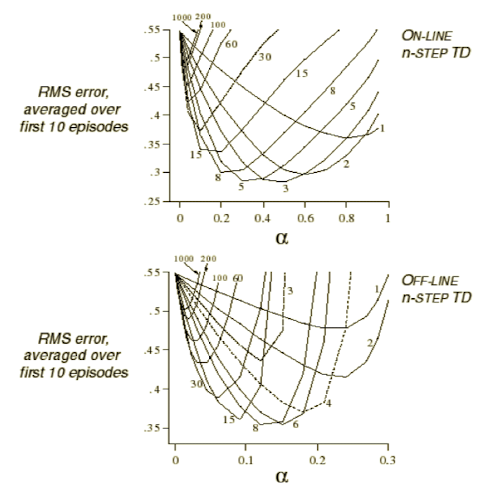 1000 200
100
60
30
15
8
5
1
2
3
5
8
15
.55
.5
.45
.4
.35
.3
.25
0 0.2 0.4 0.6 0.8 1
α
RMS error,
averaged over
first 10 episodes
ON-LINE
n-STEP TD
1000 200
100 60
3
1
2
4
6
8
15
30
.55
.5
.45
.4
.35
0 0.1 0.2 0.3
α
RMS error,
averaged over
first 10 episodes
OFF-LINE
n-STEP TD